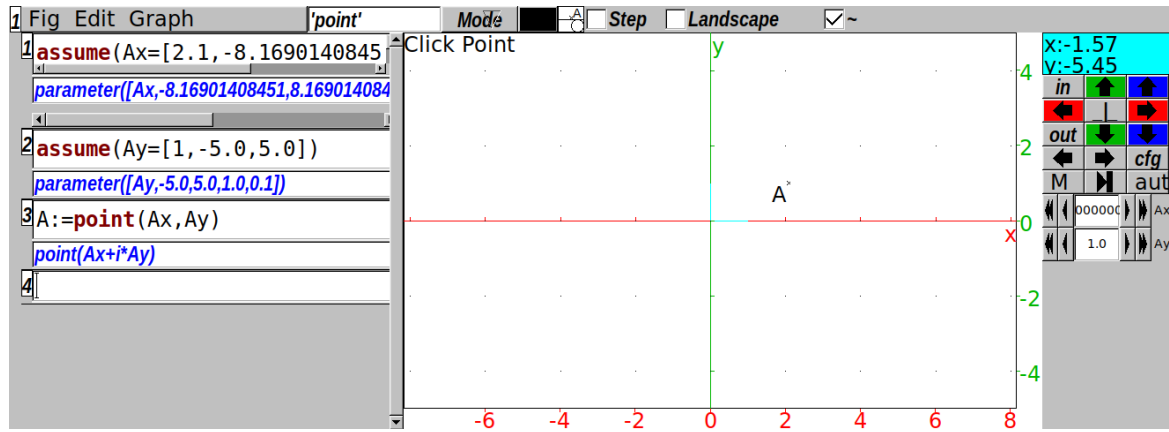 1 Fig Edit Graph 'point' Mode A Step Landscape ~
1 assume(Ax=[2.1,-8.1690140845
parameter([Ax,-8.16901408451,8.169014084
2 assume(Ay=[1,-5.0,5.0])
parameter([Ay,-5.0,5.0,1.0,0.1])
3 A:=point(Ax,Ay)
point(Ax+i*Ay)
4
Click Point
y
4
2
A
0
x
-2
-4
-6 -4 -2 0 2 4 6 8
x:-1.57
y:-5.45
in
_|_
out
cfg
M aut
000000 Ax
1.0 Ay